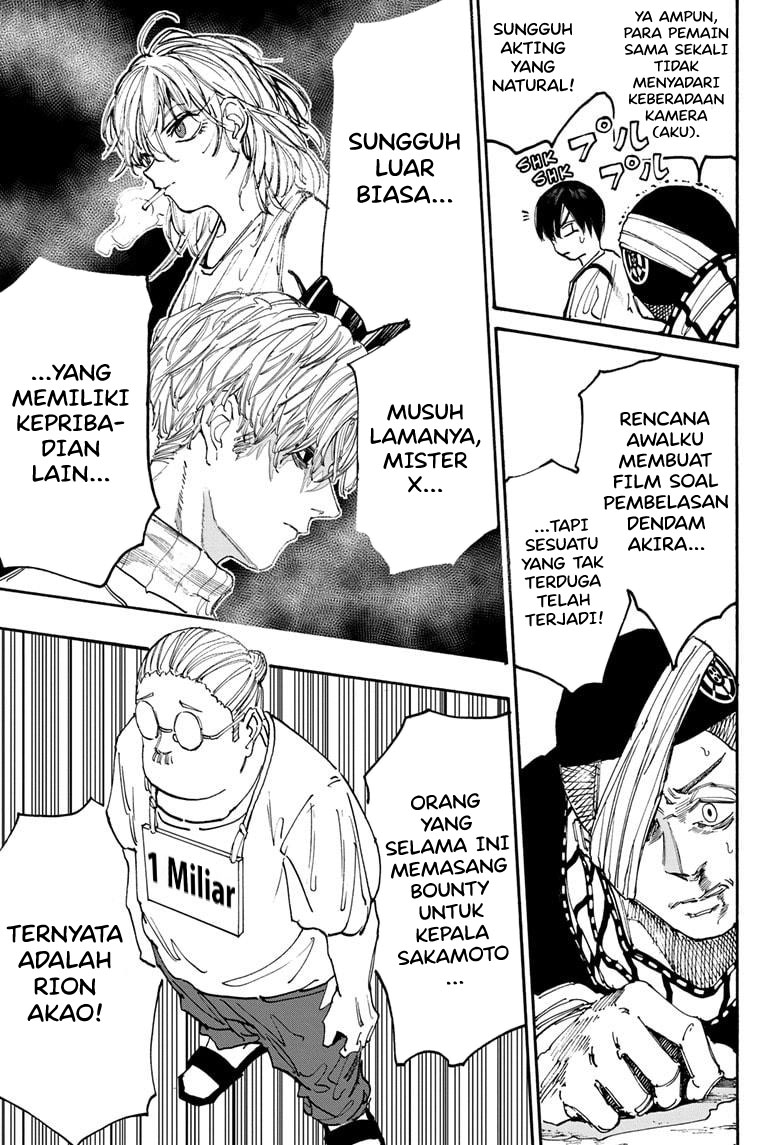 YA AMPUN,
PARA PEMAIN
SAMA SEKALI
TIDAK
MENYADARI
KEBERADAAN
KAMERA
(AKU).
SUNGGUH
AKTING
YANG
NATURAL!
プルプル
SHK
SHK
RENCANA
AWALKU
MEMBUAT
FILM SOAL
PEMBELASAN
DENDAM
AKIRA...
...TAPI
SESUATU
YANG TAK
TERDUGA
TELAH
TERJADI!
SUNGGUH
LUAR
BIASA...
MUSUH
LAMANYA,
MISTER
X...
...YANG
MEMILIKI
KEPRIBA-
DIAN
LAIN...
ORANG
YANG
SELAMA INI
MEMASANG
BOUNTY
UNTUK
KEPALA
SAKAMOTO
...
1 Miliar
TERNYATA
ADALAH
RION
AKAO!